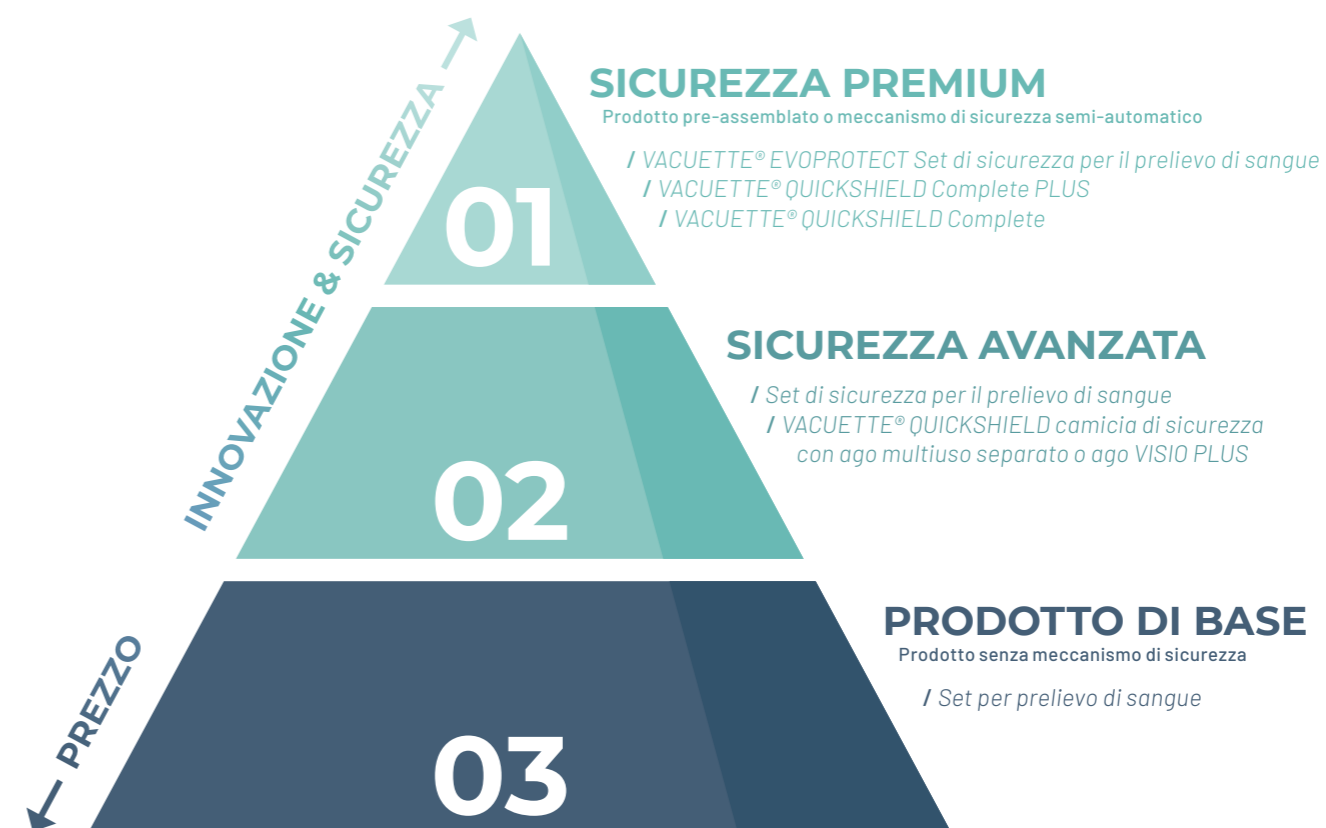 SICUREZZA PREMIUM
Prodotto pre-assemblato o meccanismo di sicurezza semi-automatico
/ VACUETTE® EVOPROTECT Set di sicurezza per il prelievo di sangue
/ VACUETTE® QUICKSHIELD Complete PLUS
/ VACUETTE® QUICKSHIELD Complete
01
INNOVAZIONE & SICUREZZA
SICUREZZA AVANZATA
/ Set di sicurezza per il prelievo di sangue
/ VACUETTE® QUICKSHIELD camicia di sicurezza
con ago multiuso separato o ago VISIO PLUS
02
PRODOTTO DI BASE
Prodotto senza meccanismo di sicurezza
/ Set per prelievo di sangue
PREZZO
03